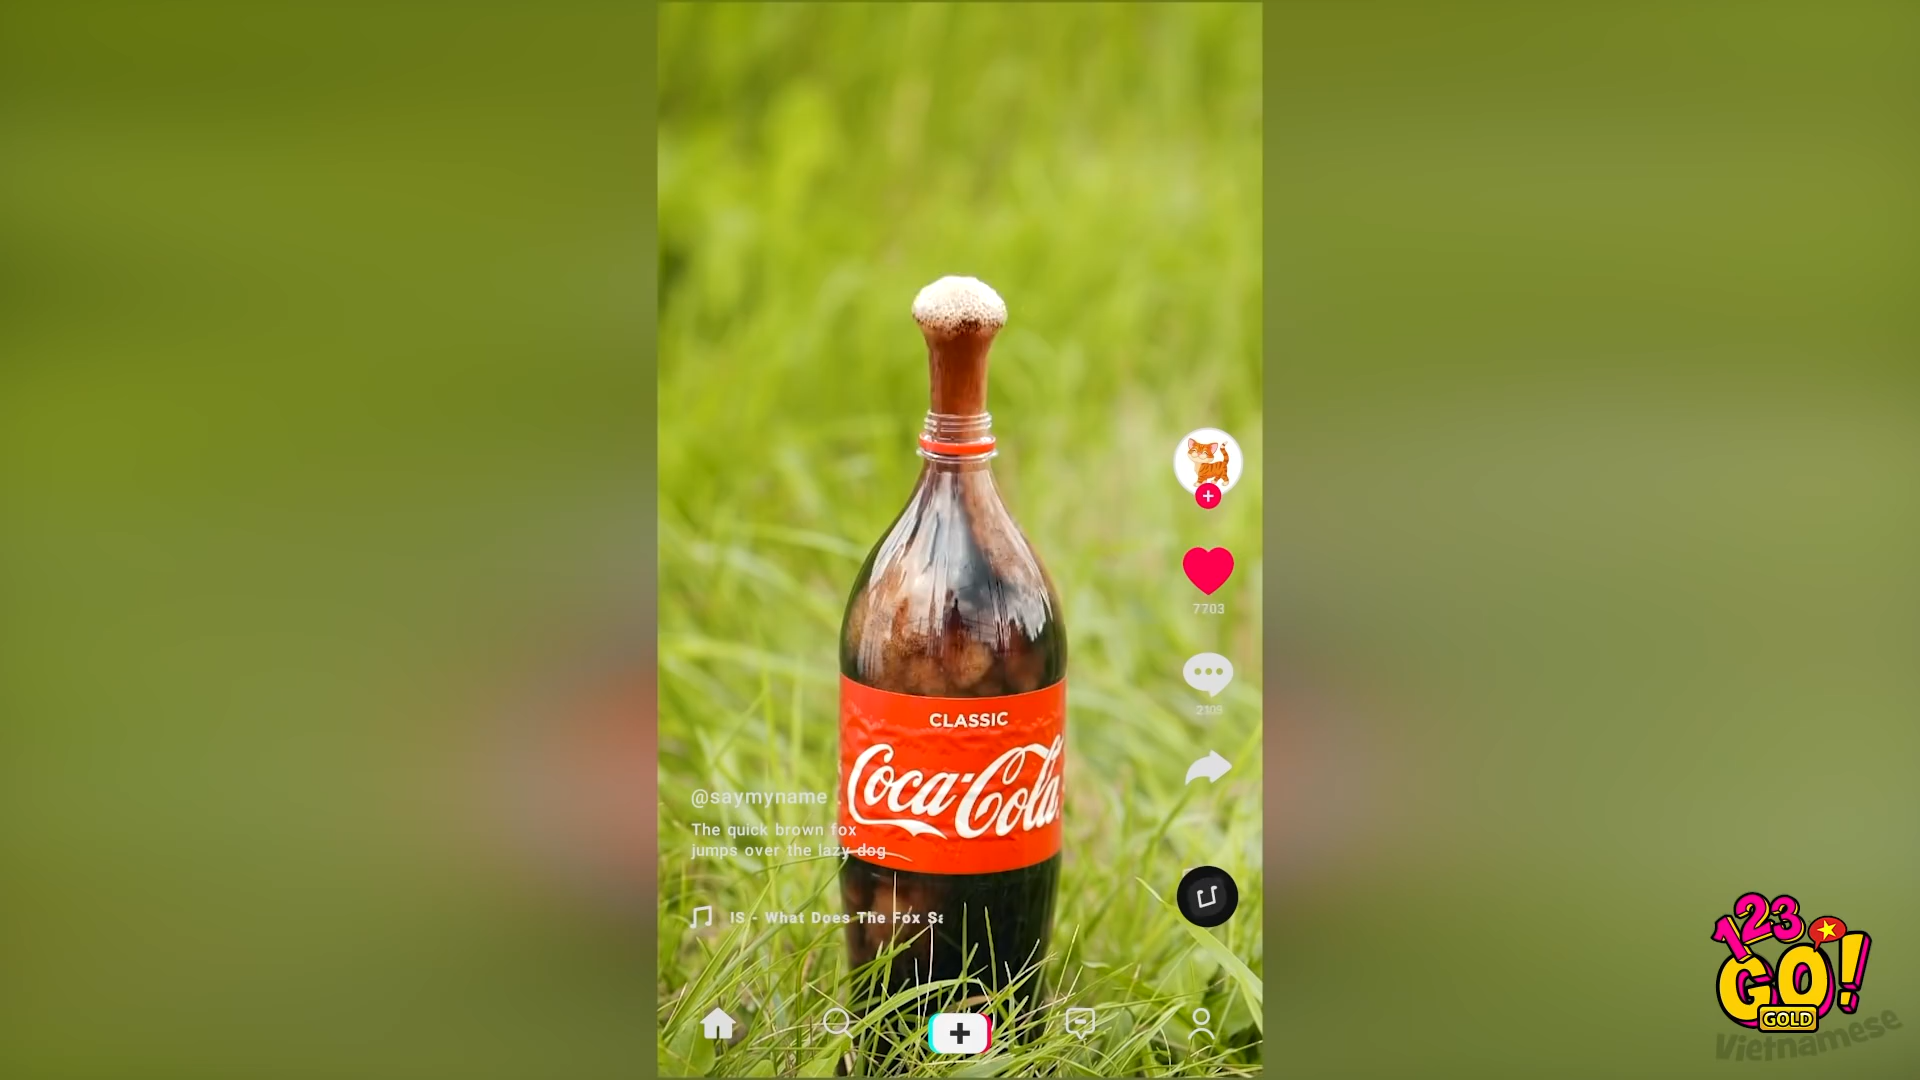 CLASSIC
Coca-Cola
7703
2109
@saymyname
The quick brown fox
jumps over the lazy dog
IS - What Does The Fox Sa
123
GO!
GOLD
Vietnamese